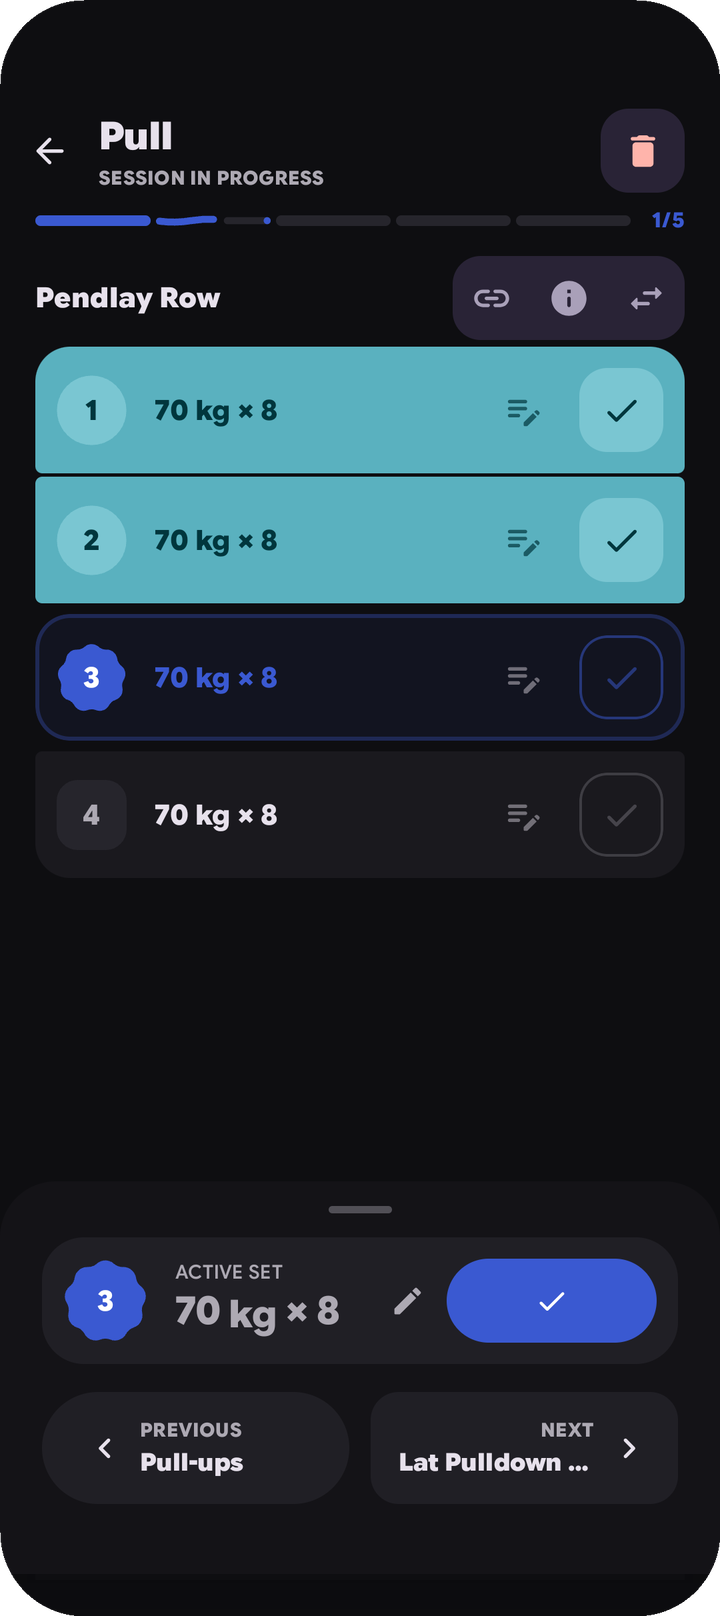 Pull
SESSION IN PROGRESS
1/5
Pendlay Row
1 70 kg × 8
2 70 kg × 8
3 70 kg × 8
4 70 kg × 8
ACTIVE SET
3 70 kg × 8
PREVIOUS
Pull-ups
NEXT
Lat Pulldown ...